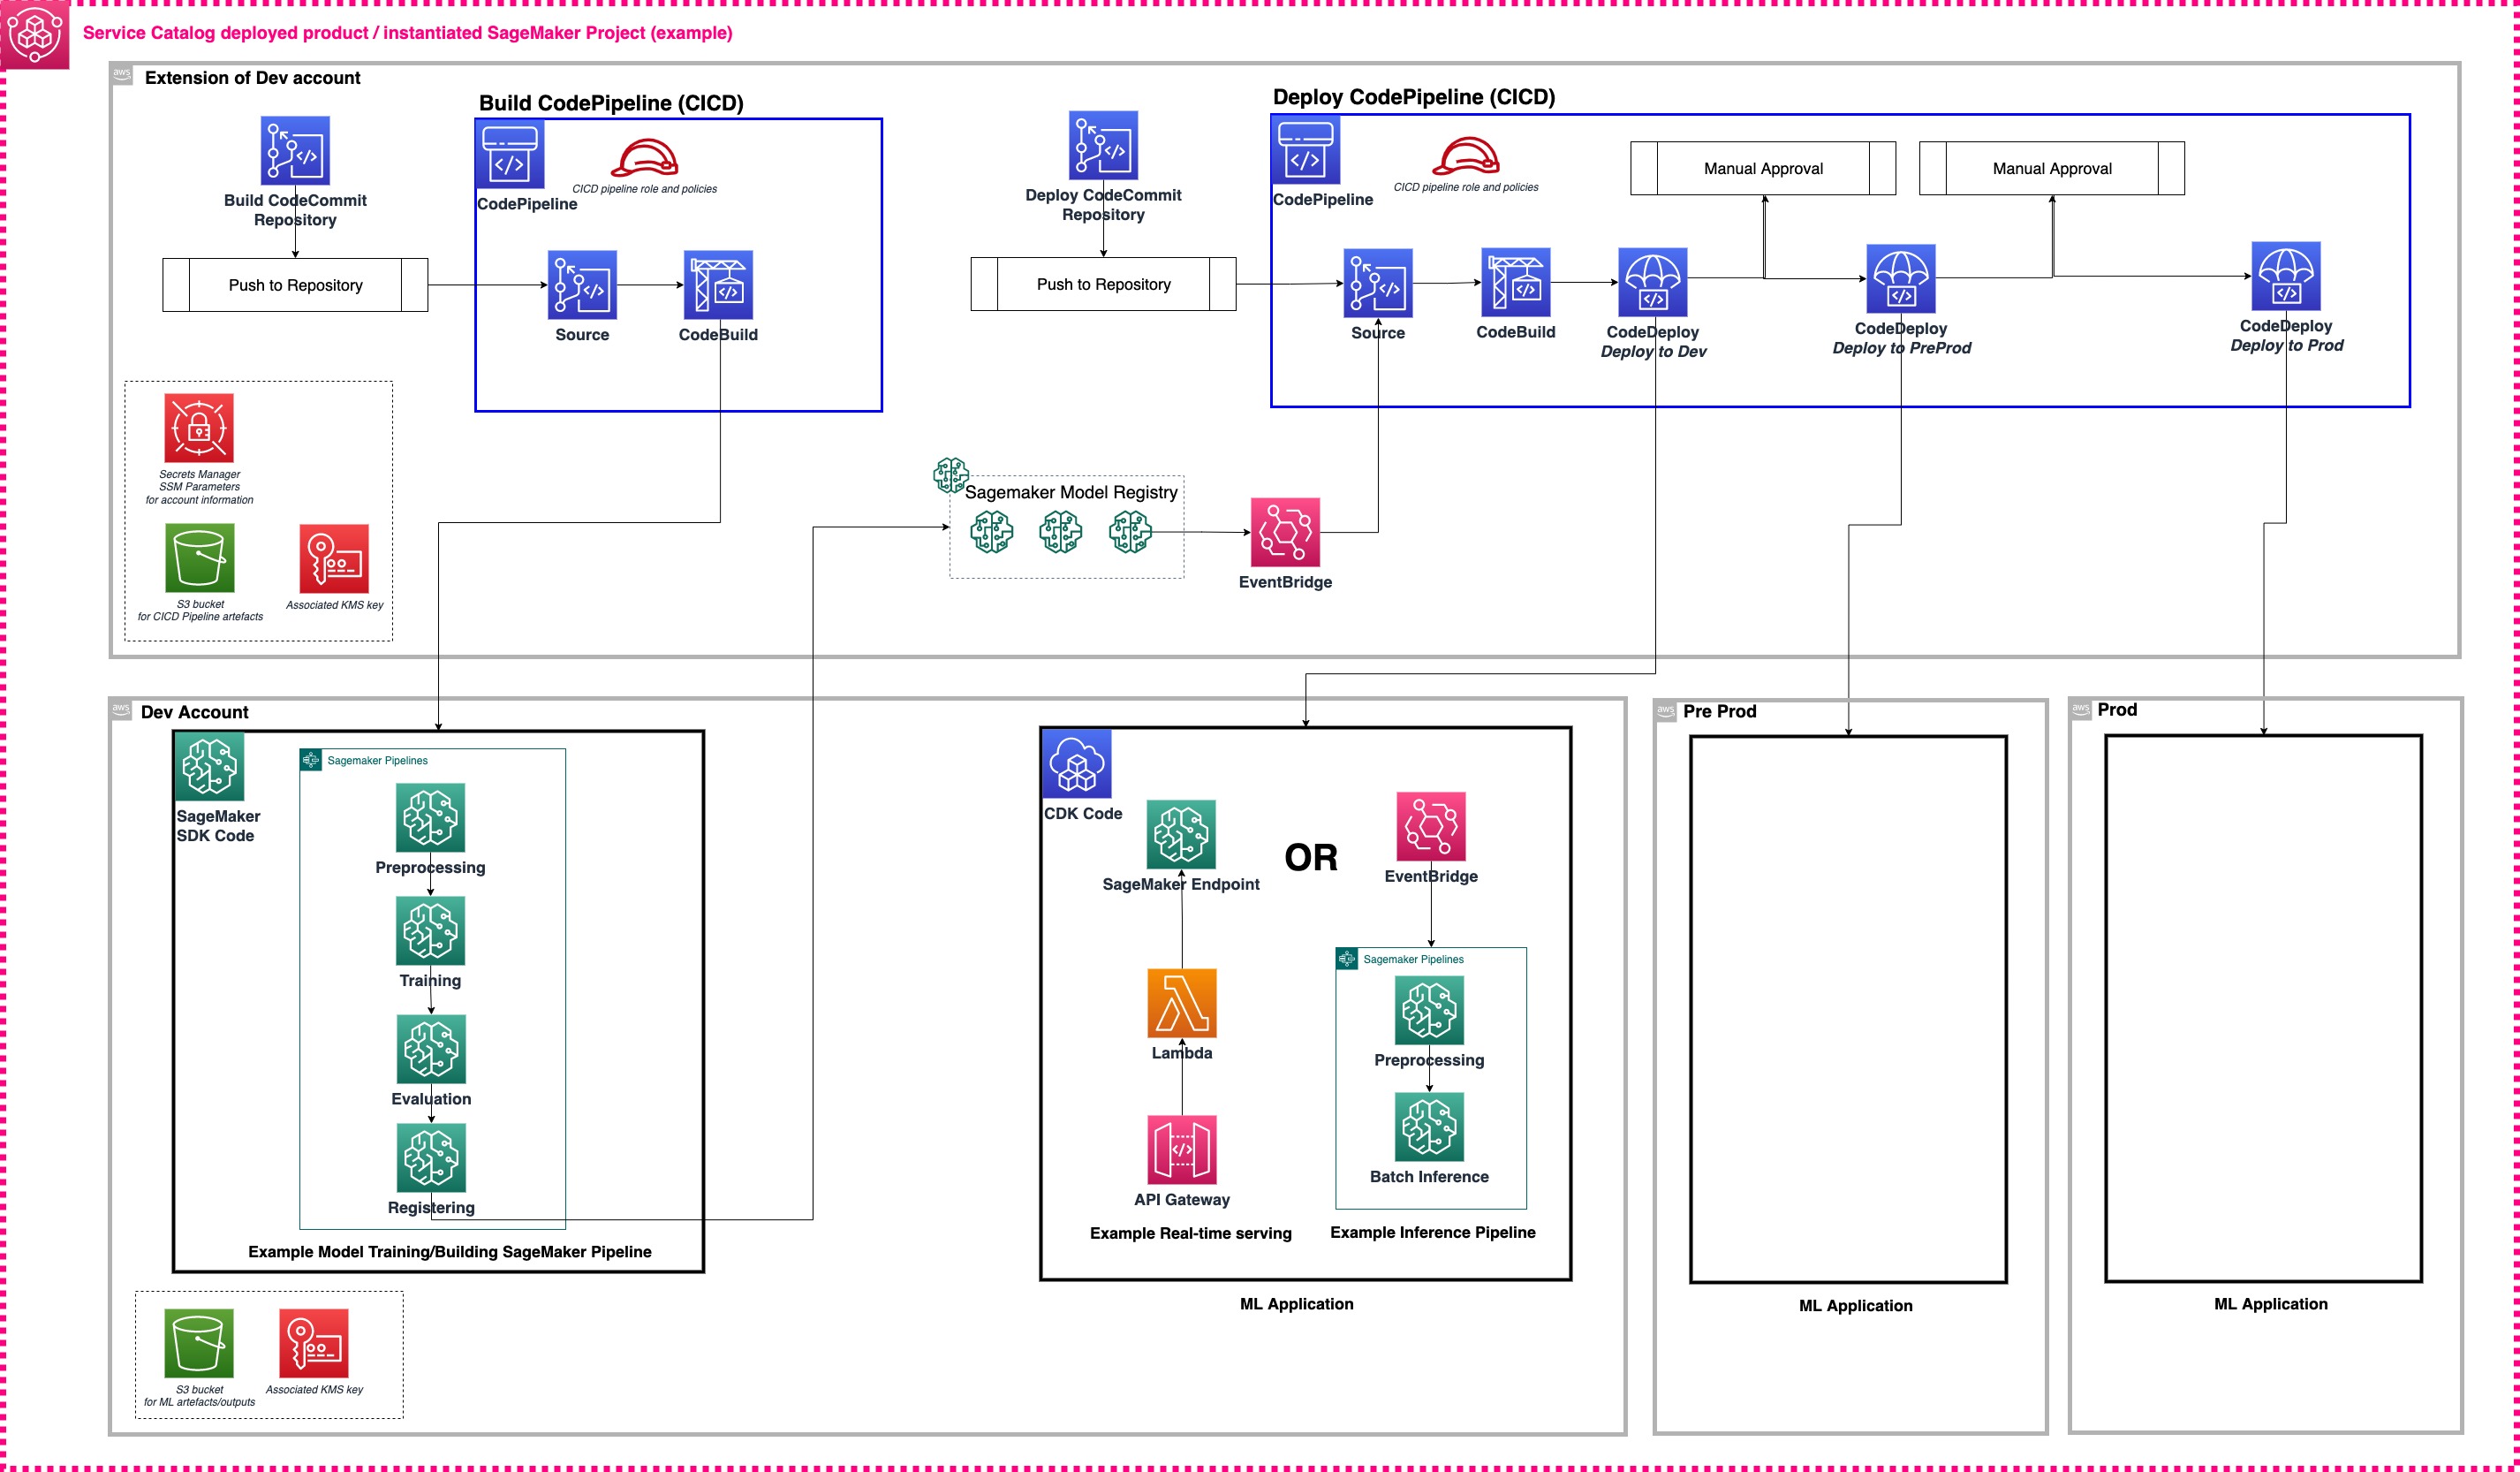 Service Catalog deployed product / instantiated SageMaker Project (example)
aws
Extension of Dev account
Build CodeCommit
Repository
Push to Repository
Build CodePipeline (CICD)
CodePipeline
CICD pipeline role and policies
Source
CodeBuild
Deploy CodeCommit
Repository
Push to Repository
Deploy CodePipeline (CICD)
CodePipeline
CICD pipeline role and policies
Manual Approval
Manual Approval
Source
CodeBuild
CodeDeploy
Deploy to Dev
CodeDeploy
Deploy to PreProd
CodeDeploy
Deploy to Prod
Secrets Manager
SSM Parameters
for account information
S3 bucket
for CICD Pipeline artefacts
Associated KMS key
Sagemaker Model Registry
EventBridge
aws
Dev Account
SageMaker
SDK Code
Sagemaker Pipelines
Preprocessing
Training
Evaluation
Registering
Example Model Training/Building SageMaker Pipeline
S3 bucket
for ML artefacts/outputs
Associated KMS key
CDK Code
SageMaker Endpoint
OR
EventBridge
Lambda
API Gateway
Example Real-time serving
Sagemaker Pipelines
Preprocessing
Batch Inference
Example Inference Pipeline
ML Application
aws
Pre Prod
ML Application
aws
Prod
ML Application